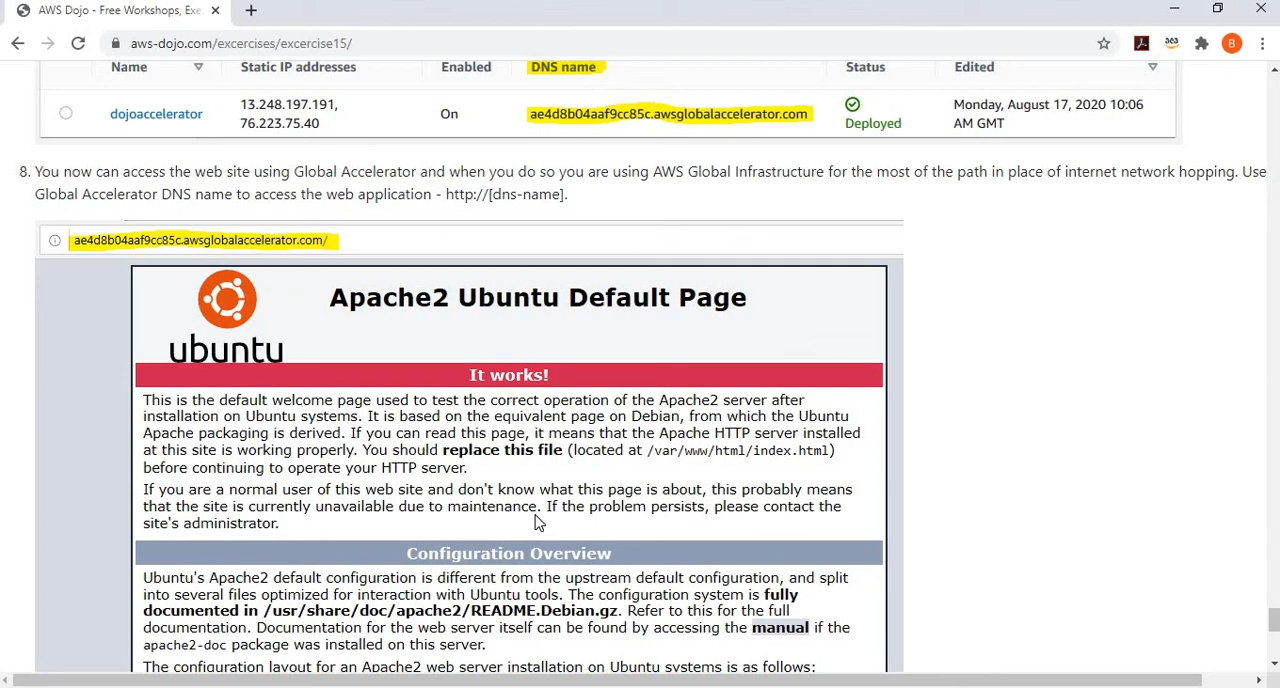 AWS Dojo - Free Workshops, Exe
aws-dojo.com/excercises/excercise15/
B
Name Static IP addresses Enabled DNS name Status Edited
dojoaccelerator 13.248.197.191, 76.223.75.40 On ae4d8b04aaf9cc85c.awsglobalaccelerator.com Deployed Monday, August 17, 2020 10:06 AM GMT
8. You now can access the web site using Global Accelerator and when you do so you are using AWS Global Infrastructure for the most of the path in place of internet network hopping. Use
Global Accelerator DNS name to access the web application - http://[dns-name].
ae4d8b04aaf9cc85c.awsglobalaccelerator.com/
Apache2 Ubuntu Default Page
ubuntu
It works!
This is the default welcome page used to test the correct operation of the Apache2 server after
installation on Ubuntu systems. It is based on the equivalent page on Debian, from which the Ubuntu
Apache packaging is derived. If you can read this page, it means that the Apache HTTP server installed
at this site is working properly. You should replace this file (located at /var/www/html/index.html)
before continuing to operate your HTTP server.
If you are a normal user of this web site and don't know what this page is about, this probably means
that the site is currently unavailable due to maintenance. If the problem persists, please contact the
site's administrator.
Configuration Overview
Ubuntu's Apache2 default configuration is different from the upstream default configuration, and split
into several files optimized for interaction with Ubuntu tools. The configuration system is fully
documented in /usr/share/doc/apache2/README.Debian.gz. Refer to this for the full
documentation. Documentation for the web server itself can be found by accessing the manual if the
apache2-doc package was installed on this server.
The configuration layout for an Apache2 web server installation on Ubuntu systems is as follows: